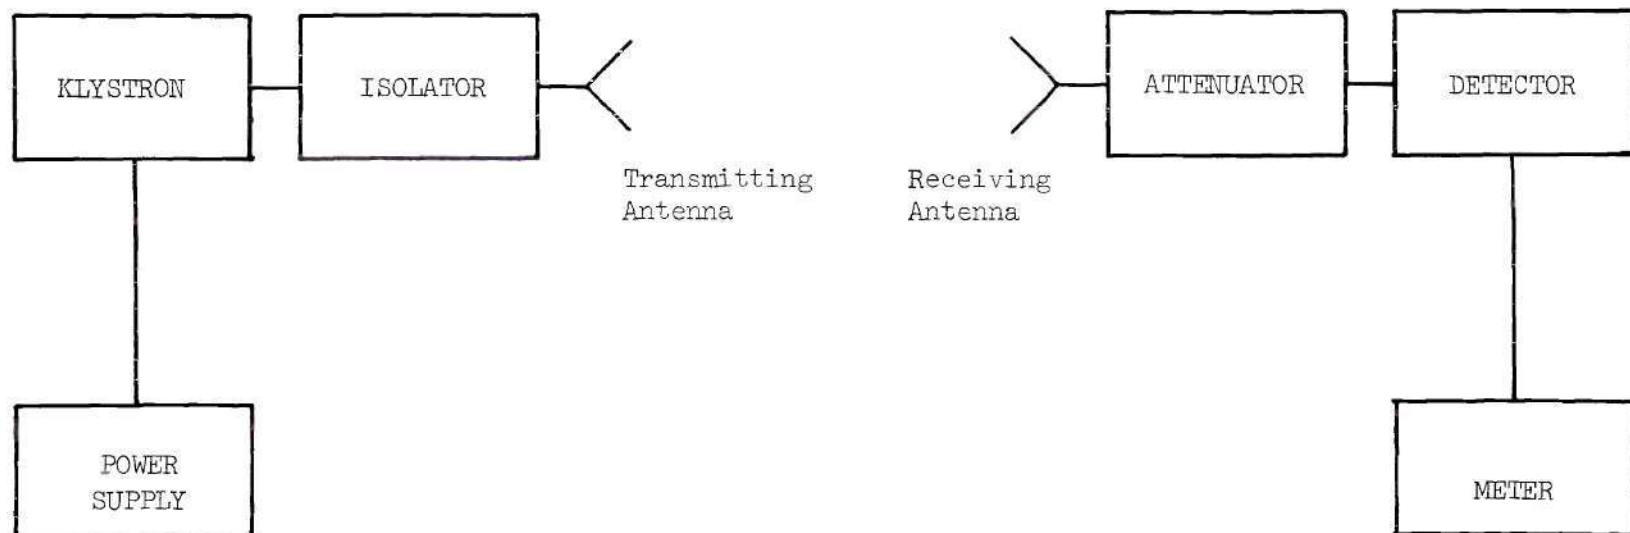 KLYSTRON
ISOLATOR
Transmitting
Antenna
Receiving
Antenna
ATTENUATOR
DETECTOR
POWER
SUPPLY
METER